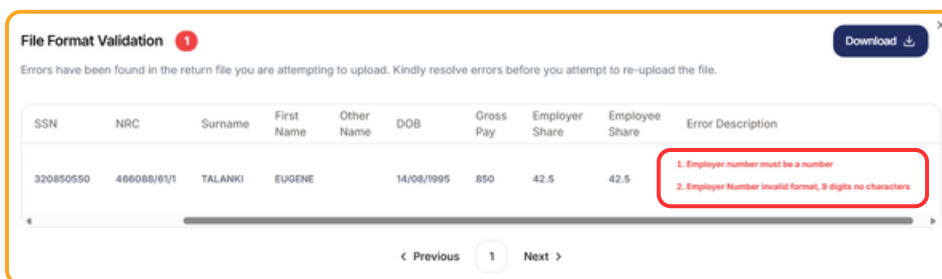 File Format Validation 1
Download
Errors have been found in the return file you are attempting to upload. Kindly resolve errors before you attempt to re-upload the file.
SSN NRC Surname First Name Other Name DOB Gross Pay Employer Share Employee Share Error Description
320850550 466088/61/1 TALANKI EUGENE 14/08/1995 850 42.5 42.5
1. Employer number must be a number
2. Employer Number invalid format, 9 digits no characters
< Previous 1 Next >